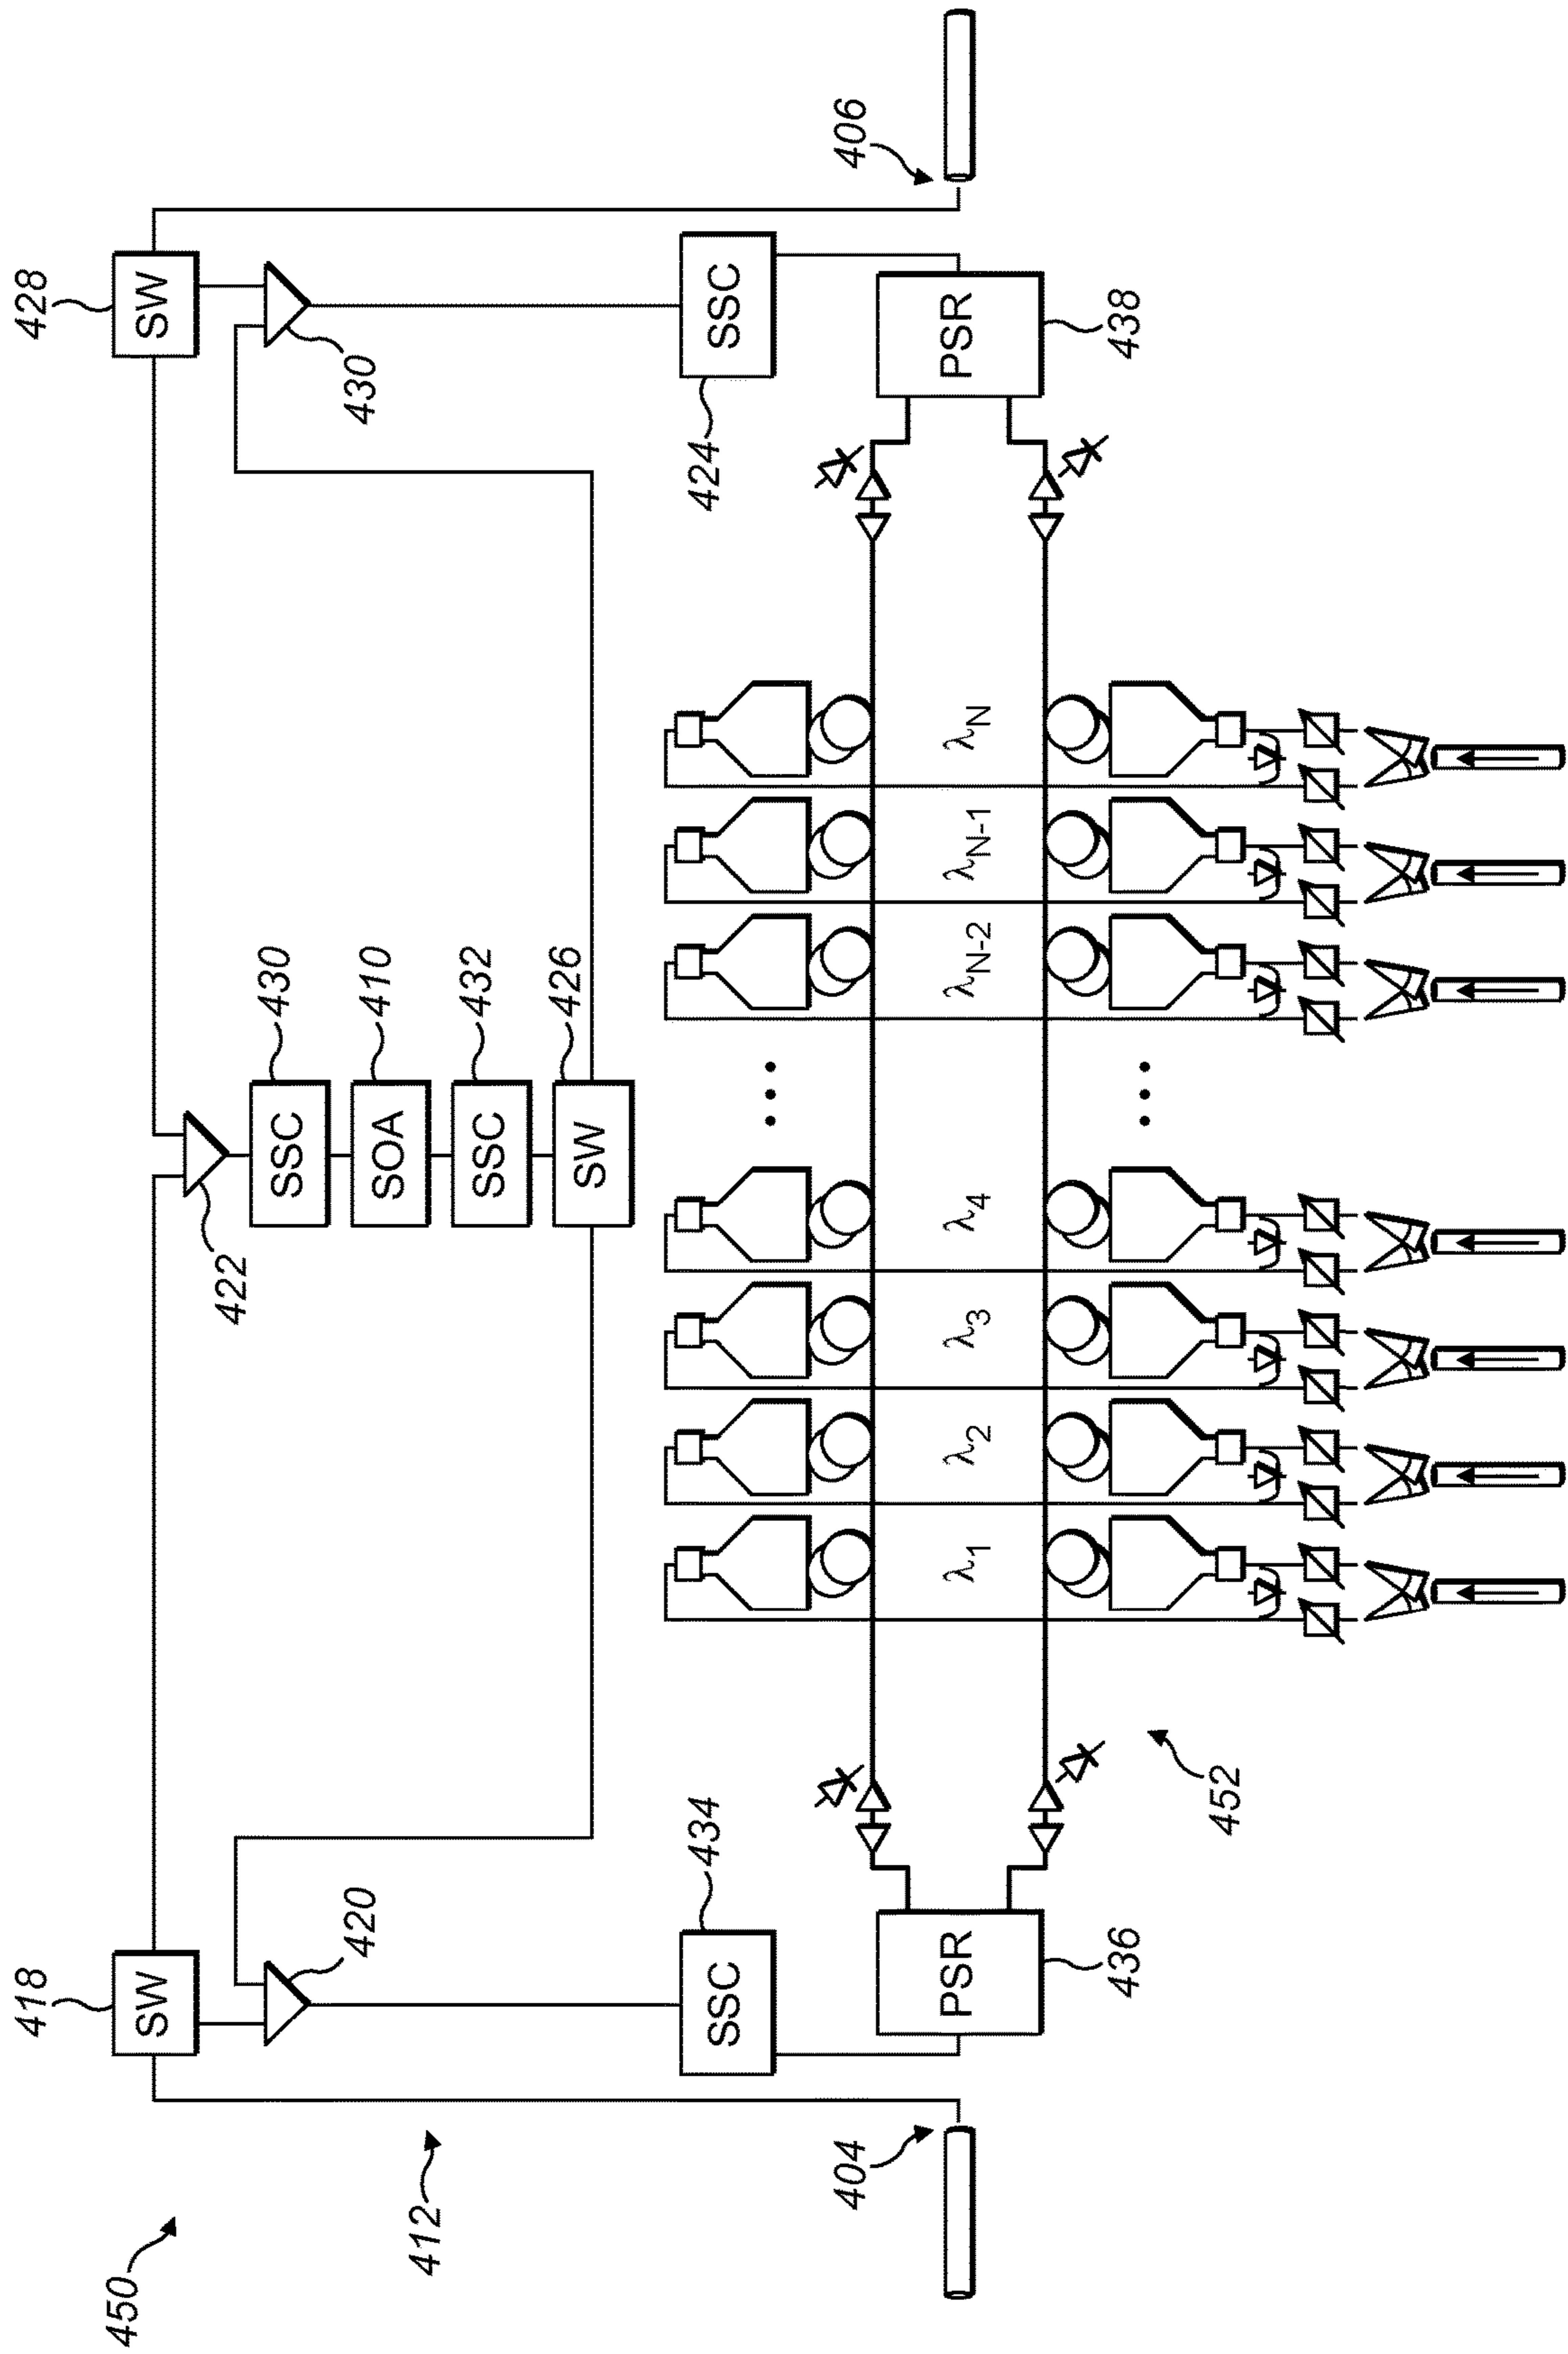 450
412
418
SW
420
422
SSC
430
SOA
410
SSC
432
SW
426
428
SW
430
434
SSC
424
SSC
404
406
436
PSR
438
PSR
λ1
λ2
λ3
λ4
• • •
λN-2
λN-1
λN
• • •
452